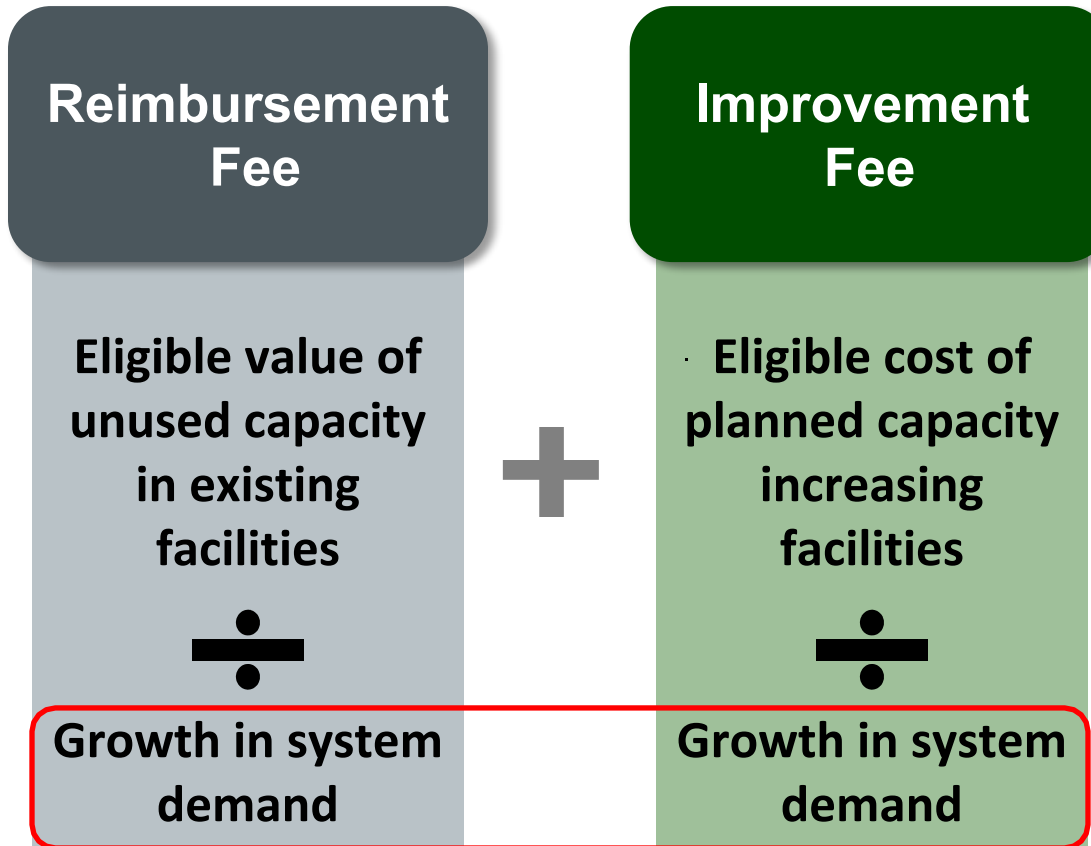 Reimbursement
Fee
Eligible value of
unused capacity
in existing
facilities
÷
Growth in system
demand
+
Improvement
Fee
Eligible cost of
planned capacity
increasing
facilities
÷
Growth in system
demand